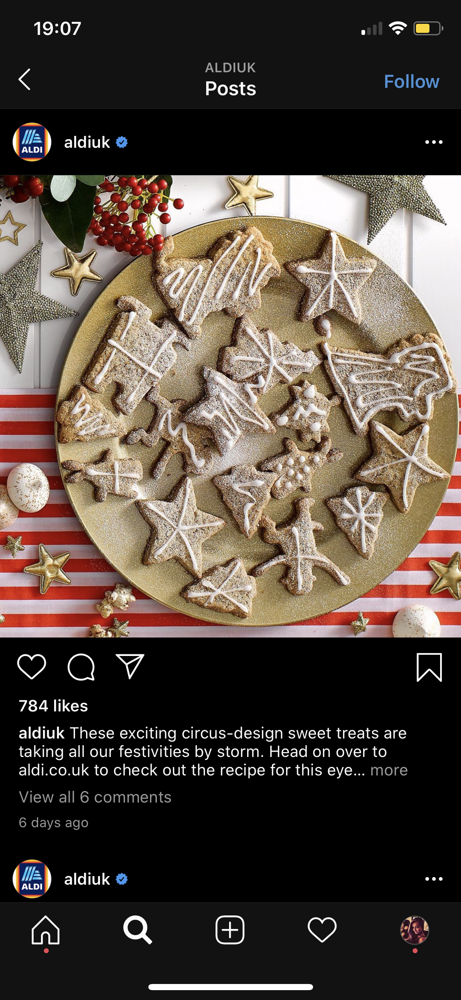 19:07
ALDIUK
Posts
Follow
ALDI
aldiuk
784 likes
aldiuk These exciting circus-design sweet treats are
taking all our festivities by storm. Head on over to
aldi.co.uk to check out the recipe for this eye... more
View all 6 comments
6 days ago
ALDI
aldiuk